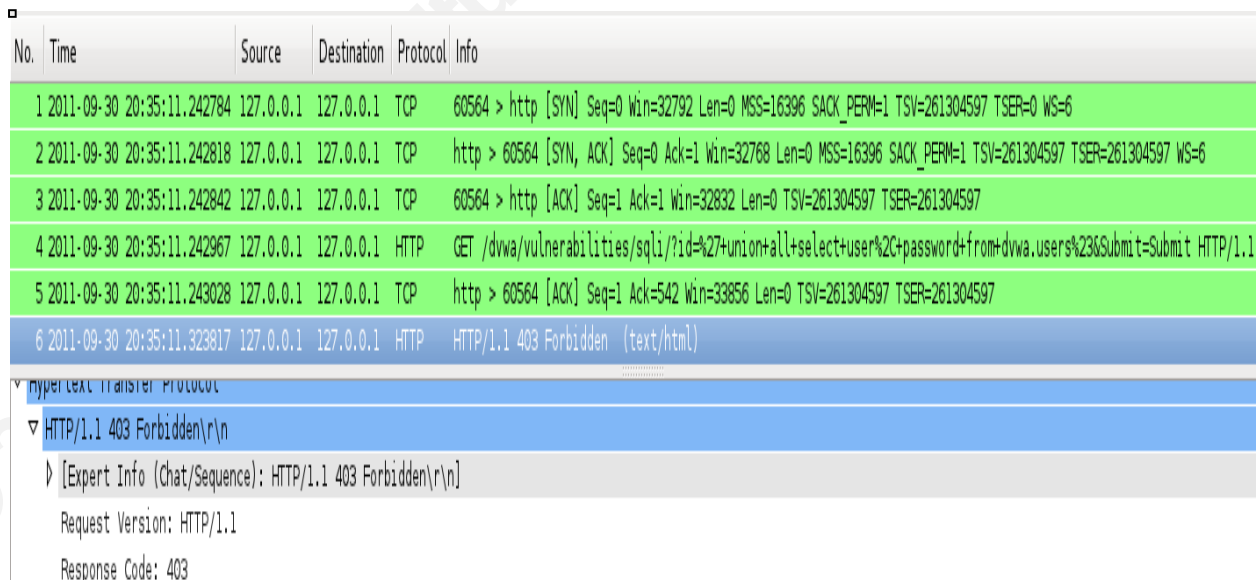 No. Time Source Destination Protocol Info
1 2011-09-30 20:35:11.242784 127.0.0.1 127.0.0.1 TCP 60564 > http [SYN] Seq=0 Win=32792 Len=0 MSS=16396 SACK_PERM=1 TSV=261304597 TSER=0 WS=6
2 2011-09-30 20:35:11.242818 127.0.0.1 127.0.0.1 TCP http > 60564 [SYN, ACK] Seq=0 Ack=1 Win=32768 Len=0 MSS=16396 SACK_PERM=1 TSV=261304597 TSER=261304597 WS=6
3 2011-09-30 20:35:11.242842 127.0.0.1 127.0.0.1 TCP 60564 > http [ACK] Seq=1 Ack=1 Win=32832 Len=0 TSV=261304597 TSER=261304597
4 2011-09-30 20:35:11.242967 127.0.0.1 127.0.0.1 HTTP GET /dvwa/vulnerabilities/sqli/?id=%27+union+all+select+user%2C+password+from+dvwa.users%23&Submit=Submit HTTP/1.1
5 2011-09-30 20:35:11.243028 127.0.0.1 127.0.0.1 TCP http > 60564 [ACK] Seq=1 Ack=542 Win=33856 Len=0 TSV=261304597 TSER=261304597
6 2011-09-30 20:35:11.323817 127.0.0.1 127.0.0.1 HTTP HTTP/1.1 403 Forbidden (text/html)
Hypertext Transfer Protocol
HTTP/1.1 403 Forbidden\r\n
[Expert Info (Chat/Sequence): HTTP/1.1 403 Forbidden\r\n]
Request Version: HTTP/1.1
Response Code: 403